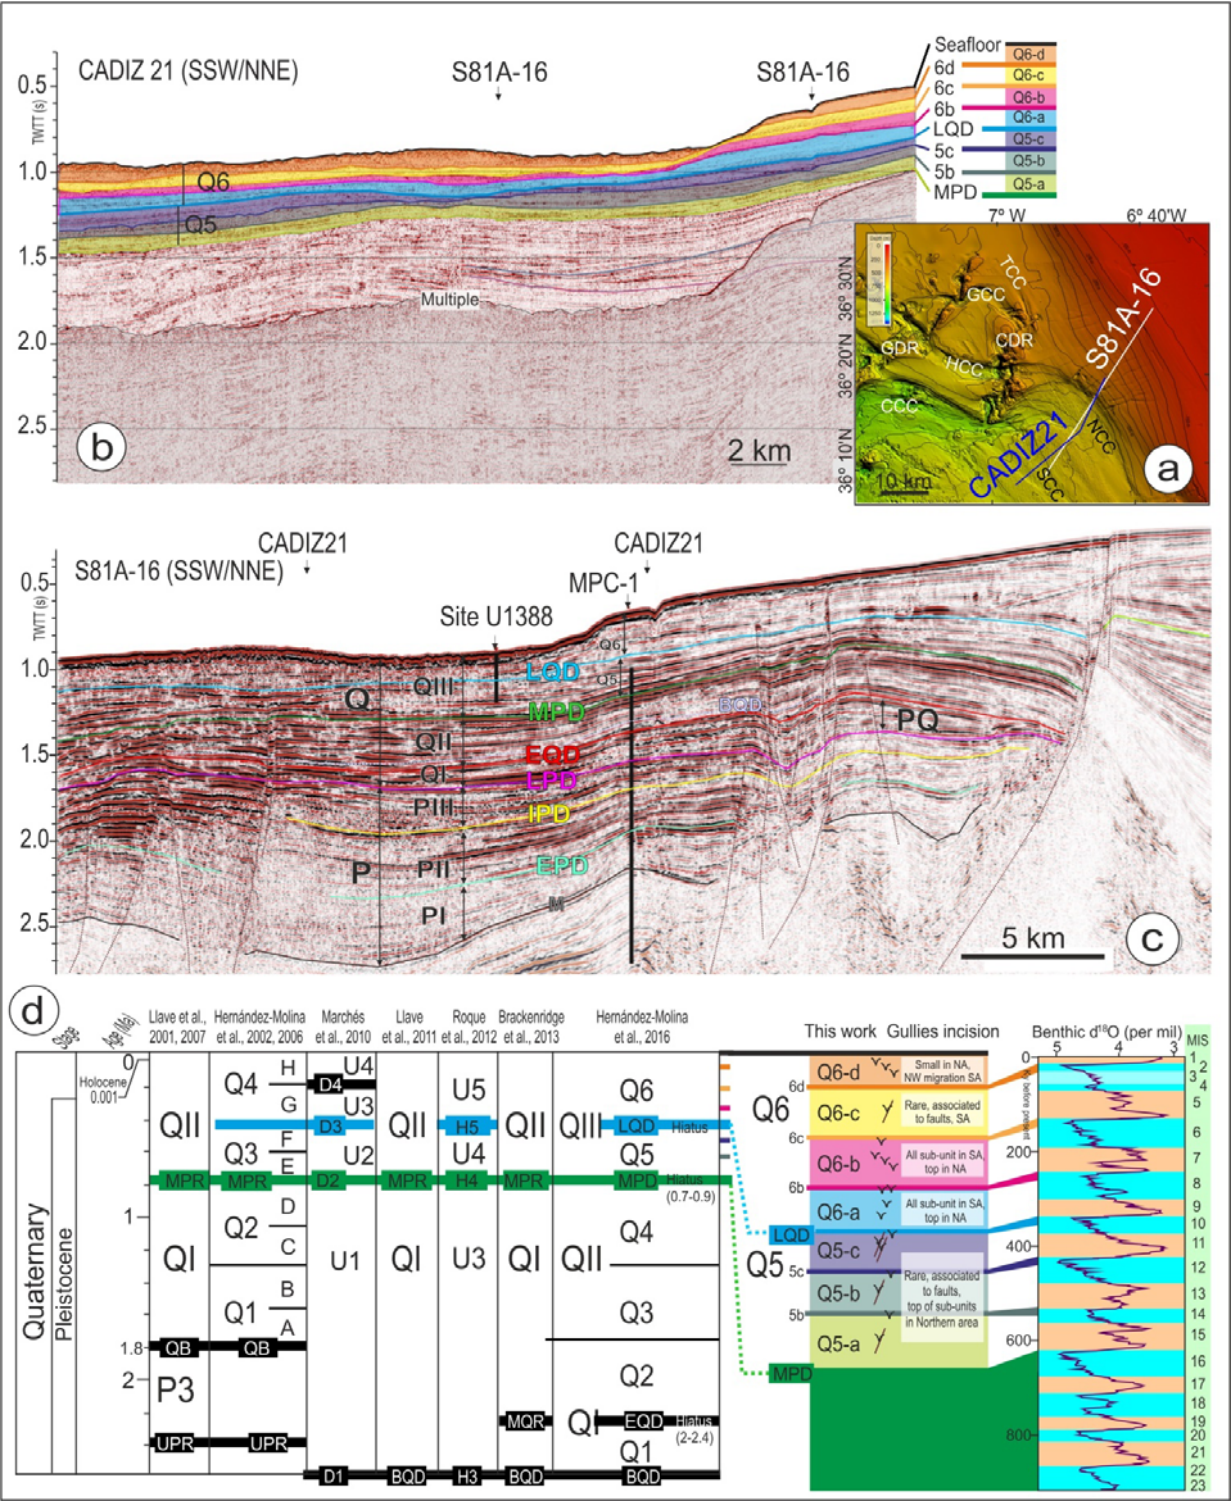 CADIZ 21 (SSW/NNE)
S81A-16
S81A-16
TWTT (s)
0.5
1.0
1.5
2.0
2.5
Q6
Q5
Multiple
2 km
b
Seafloor
6d
6c
6b
LQD
5c
5b
MPD
Q6-d
Q6-c
Q6-b
Q6-a
Q5-c
Q5-b
Q5-a
7° W
6° 40'W
36° 30'N
36° 20'N
36° 10'N
TCC
GCC
GDR
CDR
HCC
CCC
NCC
SCC
S81A-16
CADIZ21
10 km
a
CADIZ21
CADIZ21
S81A-16 (SSW/NNE)
MPC-1
Site U1388
TWTT (s)
0.5
1.0
1.5
2.0
2.5
Q6
Q5
Q
QIII
LQD
MPD
BQD
PQ
QII
EQD
QI
LPD
PIII
IPD
P
PII
EPD
PI
M
5 km
c
d
Stage
Age (Ma)
Llave et al., 2001, 2007
Hernández-Molina et al., 2002, 2006
Marchés et al., 2010
Llave et al., 2011
Roque et al., 2012
Brackenridge et al., 2013
Hernández-Molina et al., 2016
Quaternary
Pleistocene
Holocene
0.001
0
1
1.8
2
QII
MPR
QI
QB
P3
UPR
Q4
H
G
Q3
F
E
MPR
Q2
D
C
Q1
B
A
QB
UPR
U4
D4
U3
D3
U2
D2
U1
D1
QII
MPR
QI
BQD
U5
H5
U4
H4
U3
H3
QII
MPR
QI
MQR
BQD
Q6
QIII
LQD
Hiatus
Q5
MPD
Hiatus
(0.7-0.9)
Q4
QII
Q3
Q2
QI
EQD
Hiatus
(2-2.4)
Q1
BQD
This work
Gullies incision
Q6
Q5
LQD
MPD
6d
6c
6b
5c
5b
Q6-d
Small in NA,
NW migration SA
Q6-c
Rare, associated
to faults, SA
Q6-b
All sub-unit in SA,
top in NA
Q6-a
All sub-unit in SA,
top in NA
Q5-c
Q5-b
Q5-a
Rare, associated
to faults,
top of sub-units
in Northern area
Benthic d¹⁸O (per mil)
5
4
3
0
200
400
600
800
Ky before present
MIS
1
2
3
4
5
6
7
8
9
10
11
12
13
14
15
16
17
18
19
20
21
22
23